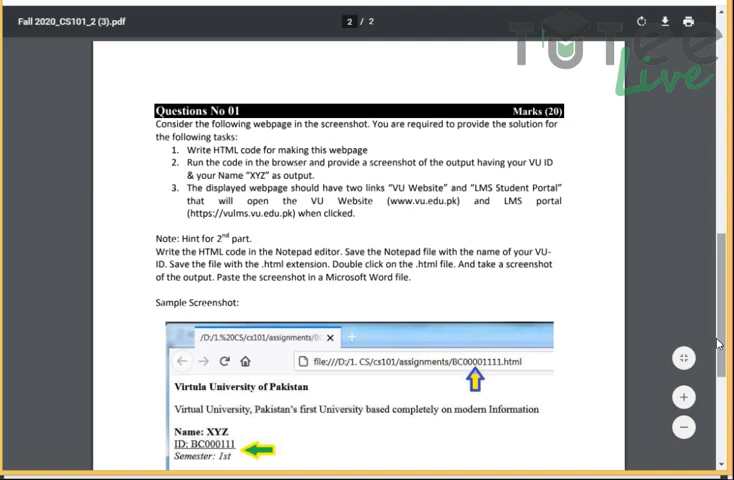 Fall 2020_CS101_2 (3).pdf
2 / 2
TUTEE
Live
Questions No 01 Marks (20)
Consider the following webpage in the screenshot. You are required to provide the solution for
the following tasks:
1. Write HTML code for making this webpage
2. Run the code in the browser and provide a screenshot of the output having your VU ID
& your Name "XYZ" as output.
3. The displayed webpage should have two links "VU Website" and "LMS Student Portal"
that will open the VU Website (www.vu.edu.pk) and LMS portal
(https://vulms.vu.edu.pk) when clicked.
Note: Hint for 2nd part.
Write the HTML code in the Notepad editor. Save the Notepad file with the name of your VU-
ID. Save the file with the .html extension. Double click on the .html file. And take a screenshot
of the output. Paste the screenshot in a Microsoft Word file.
Sample Screenshot:
/D:/1.%20CS/cs101/assignments/BC
file:///D:/1. CS/cs101/assignments/BC00001111.html
Virtula University of Pakistan
Virtual University, Pakistan's first University based completely on modern Information
Name: XYZ
ID: BC000111
Semester: 1st